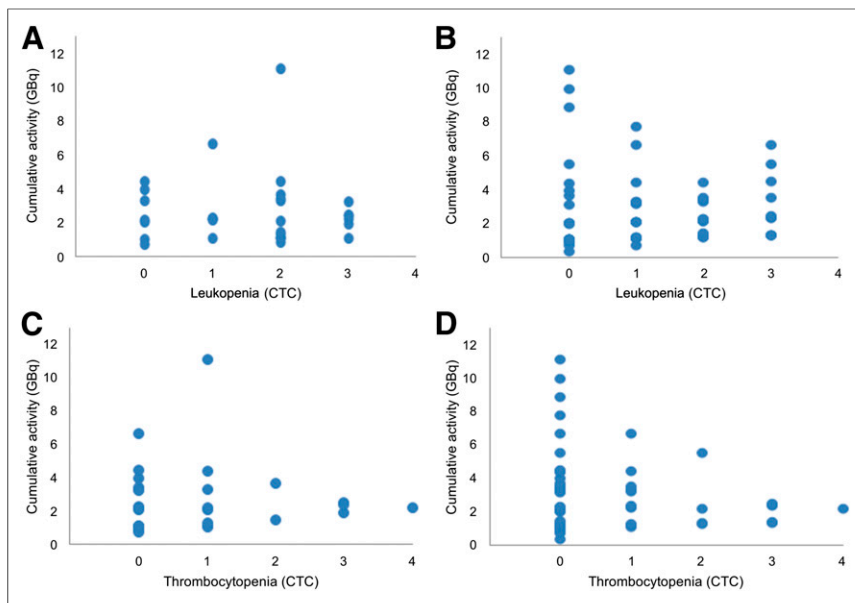 A
Cumulative activity (GBq)
12
10
8
6
4
2
0
0 1 2 3 4
Leukopenia (CTC)
B
Cumulative activity (GBq)
12
10
8
6
4
2
0
0 1 2 3 4
Leukopenia (CTC)
C
Cumulative activity (GBq)
12
10
8
6
4
2
0
0 1 2 3 4
Thrombocytopenia (CTC)
D
Cumulative activity (GBq)
12
10
8
6
4
2
0
0 1 2 3 4
Thrombocytopenia (CTC)